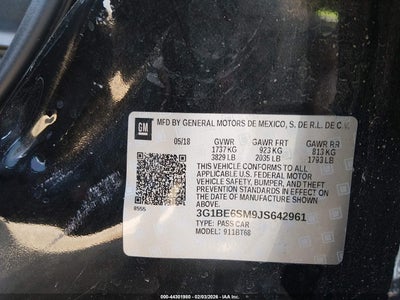 GM
MFD BY GENERAL MOTORS DE MEXICO, S. DE R.L. DE C.V.
05/18 GVWR GAWR FRT GAWR RR
1737 KG 923 KG 813 KG
3829 LB 2035 LB 1793 LB
THIS VEHICLE CONFORMS TO ALL
APPLICABLE U.S. FEDERAL MOTOR
VEHICLE SAFETY, BUMPER, AND THEFT
PREVENTION STANDARDS IN EFFECT ON
THE DATE OF MANUFACTURE SHOWN ABOVE.
3G1BE6SM9JS642961
TYPE: PASS CAR
MODEL: 911BT68
000-44301980 - 02/03/2026 - IAA